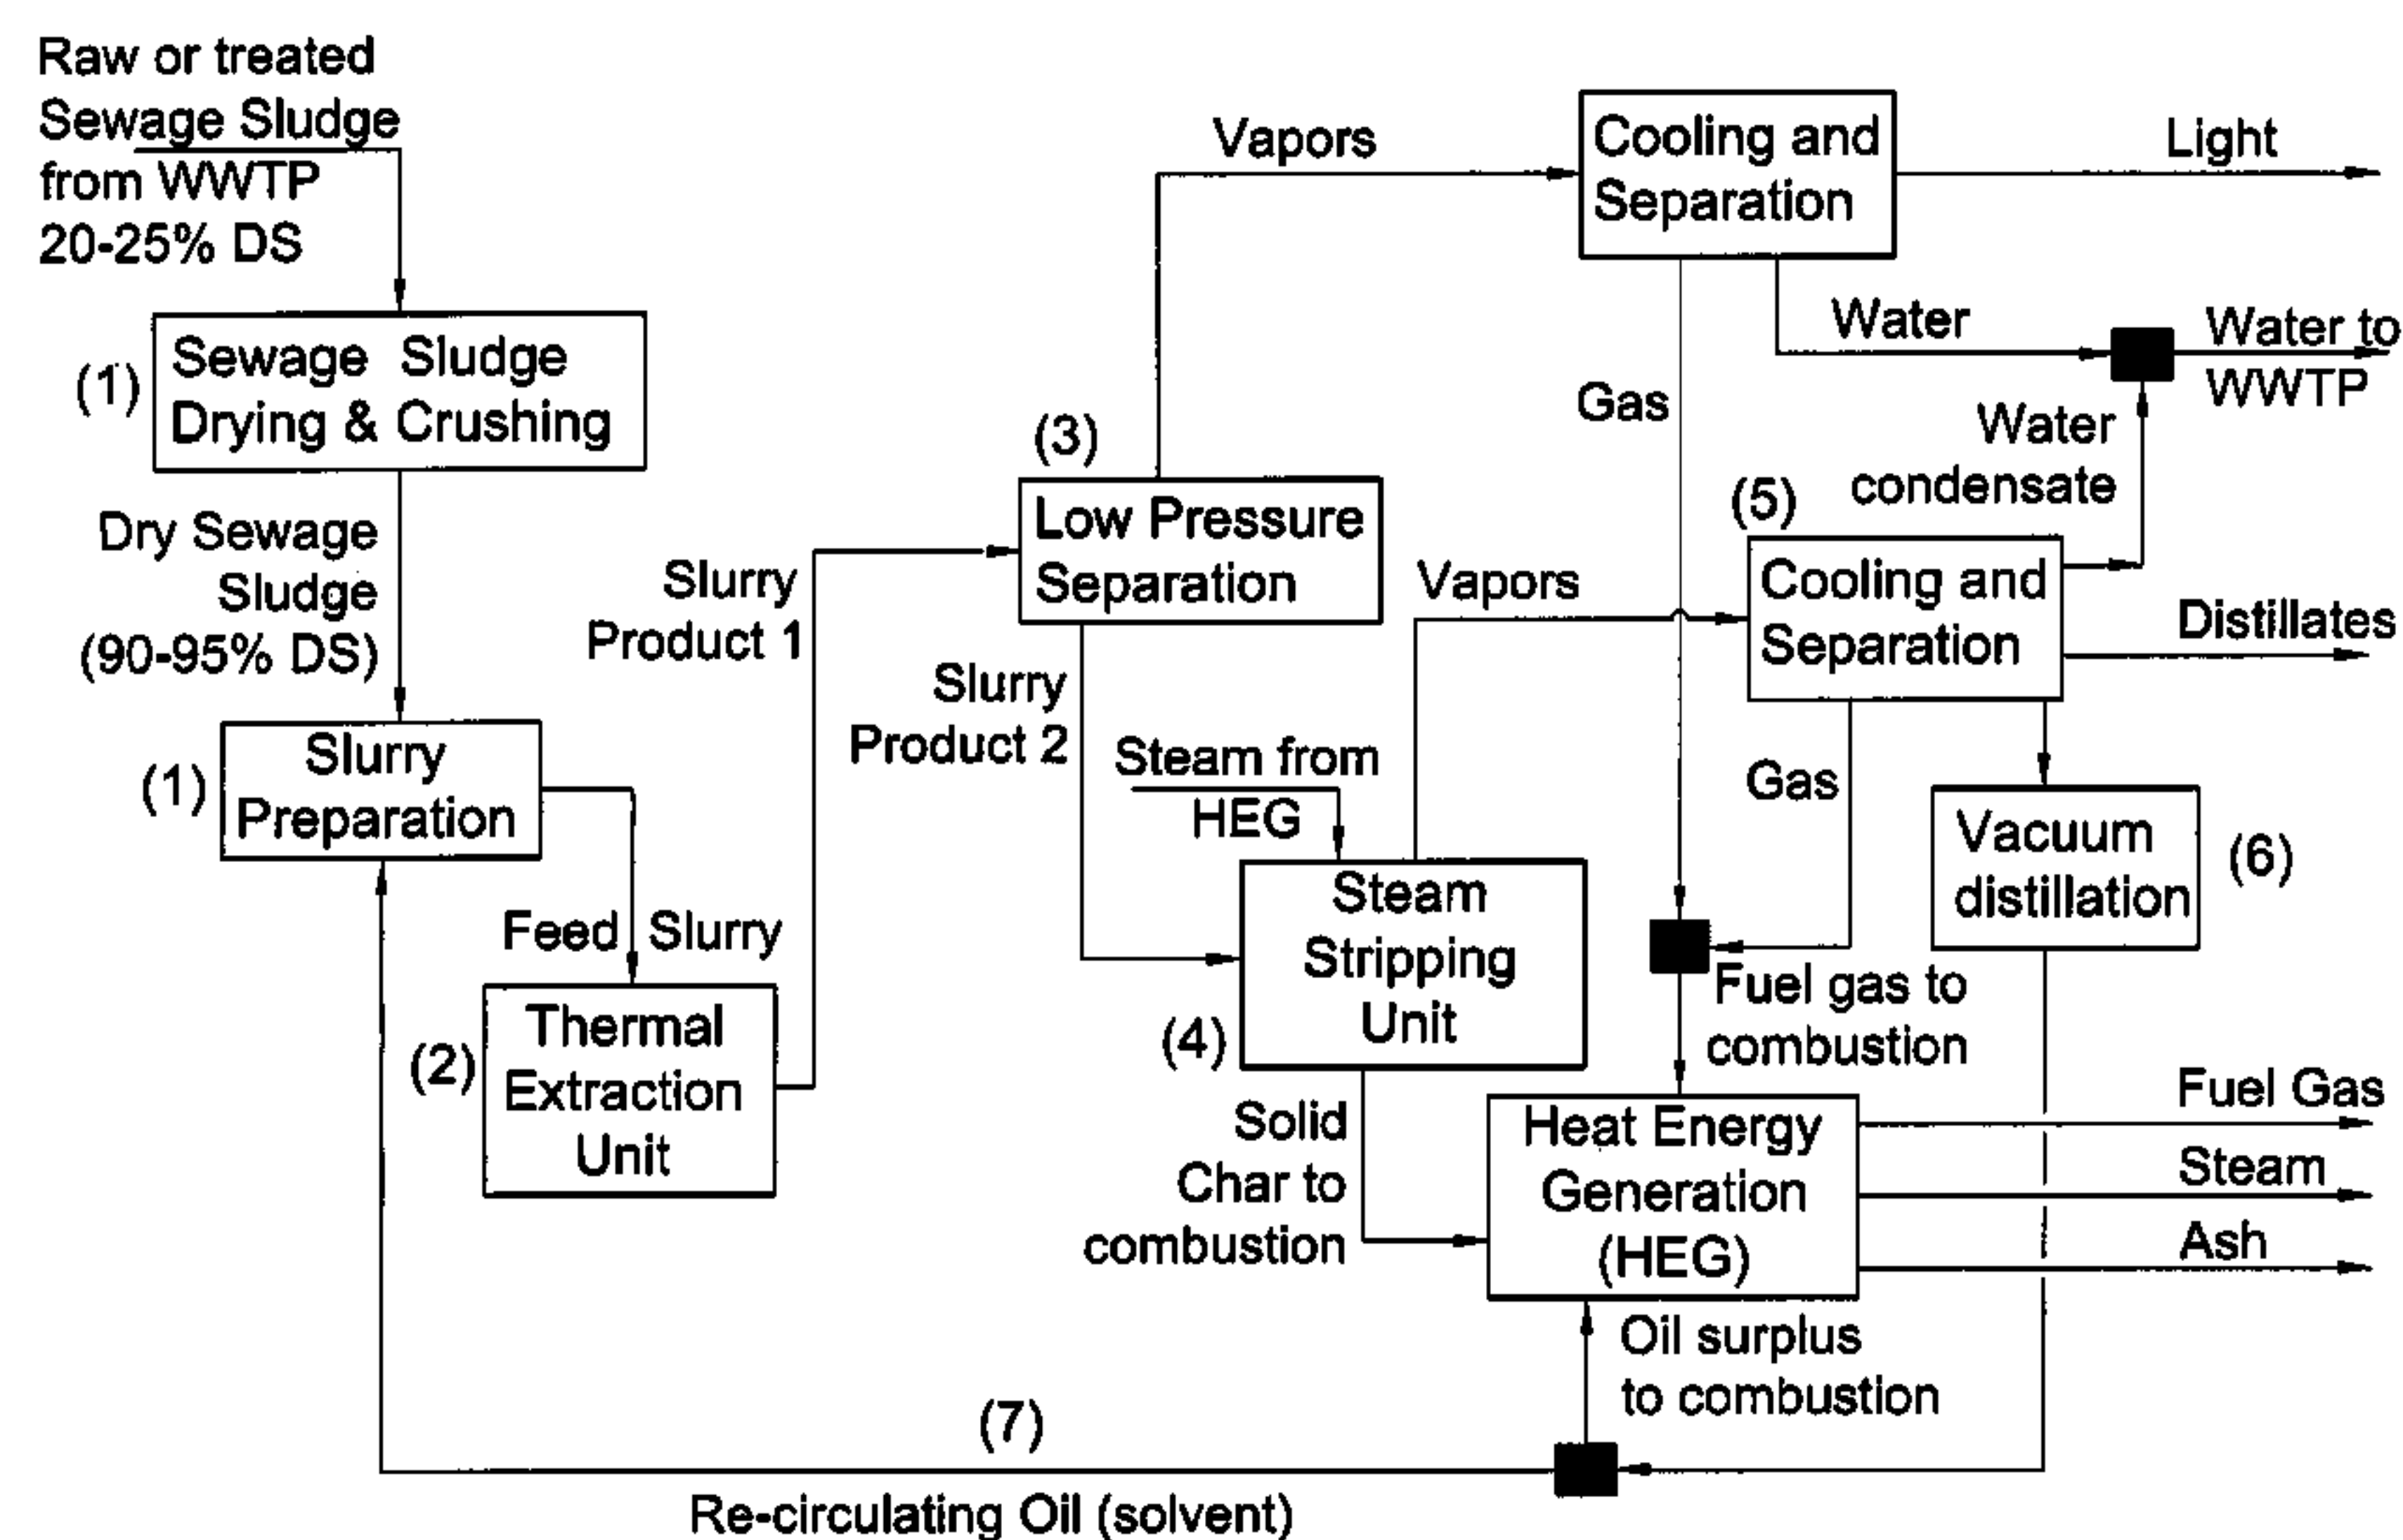 Raw or treated
Sewage Sludge
from WWTP
20-25% DS
(1)
Sewage Sludge
Drying & Crushing
Dry Sewage
Sludge
(90-95% DS)
(1)
Slurry
Preparation
Feed Slurry
(2)
Thermal
Extraction
Unit
Slurry
Product 1
(3)
Low Pressure
Separation
Vapors
Cooling and
Separation
Light
Water
Water to
WWTP
Gas
Water
condensate
(5)
Cooling and
Separation
Vapors
Distillates
Slurry
Product 2
Steam from
HEG
(4)
Steam
Stripping
Unit
Gas
Vacuum
distillation
(6)
Fuel gas to
combustion
Solid
Char to
combustion
Heat Energy
Generation
(HEG)
Fuel Gas
Steam
Ash
Oil surplus
to combustion
(7)
Re-circulating Oil (solvent)